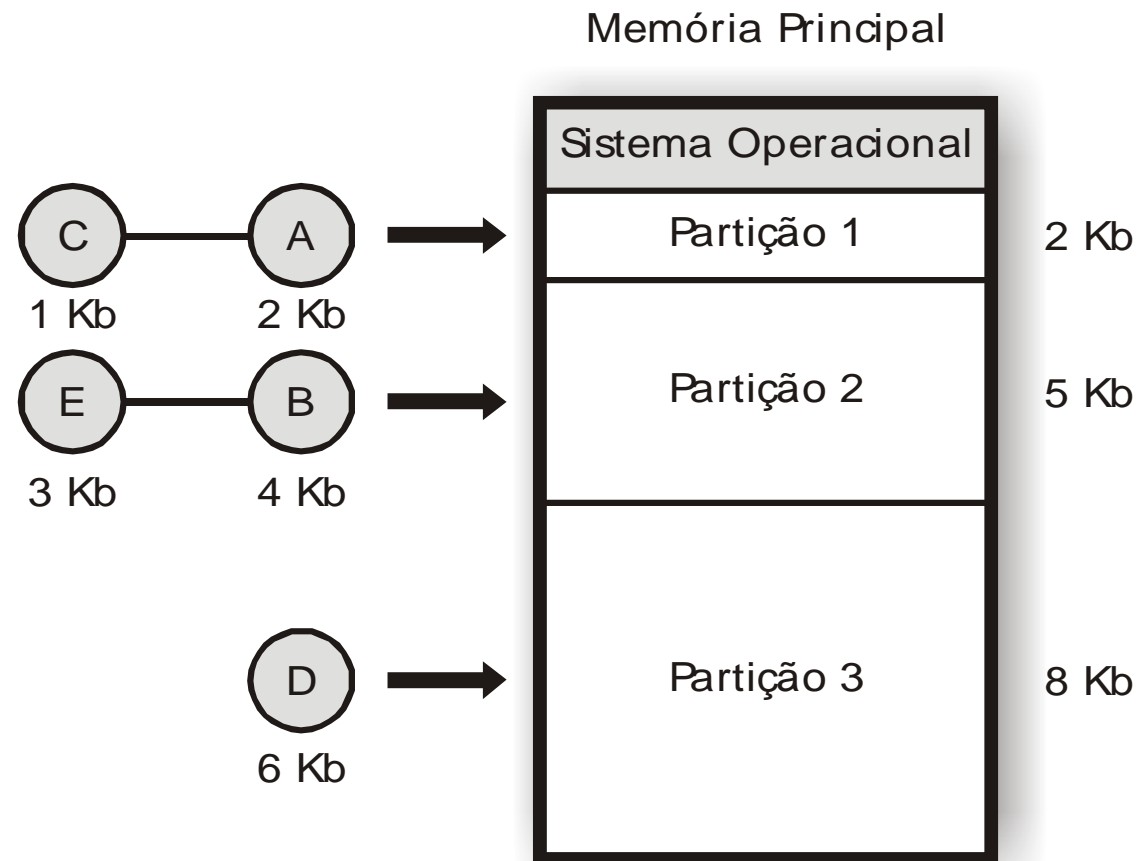 Memória Principal
Sistema Operacional
C
A
Partição 1
2 Kb
1 Kb
2 Kb
E
B
Partição 2
5 Kb
3 Kb
4 Kb
D
Partição 3
8 Kb
6 Kb